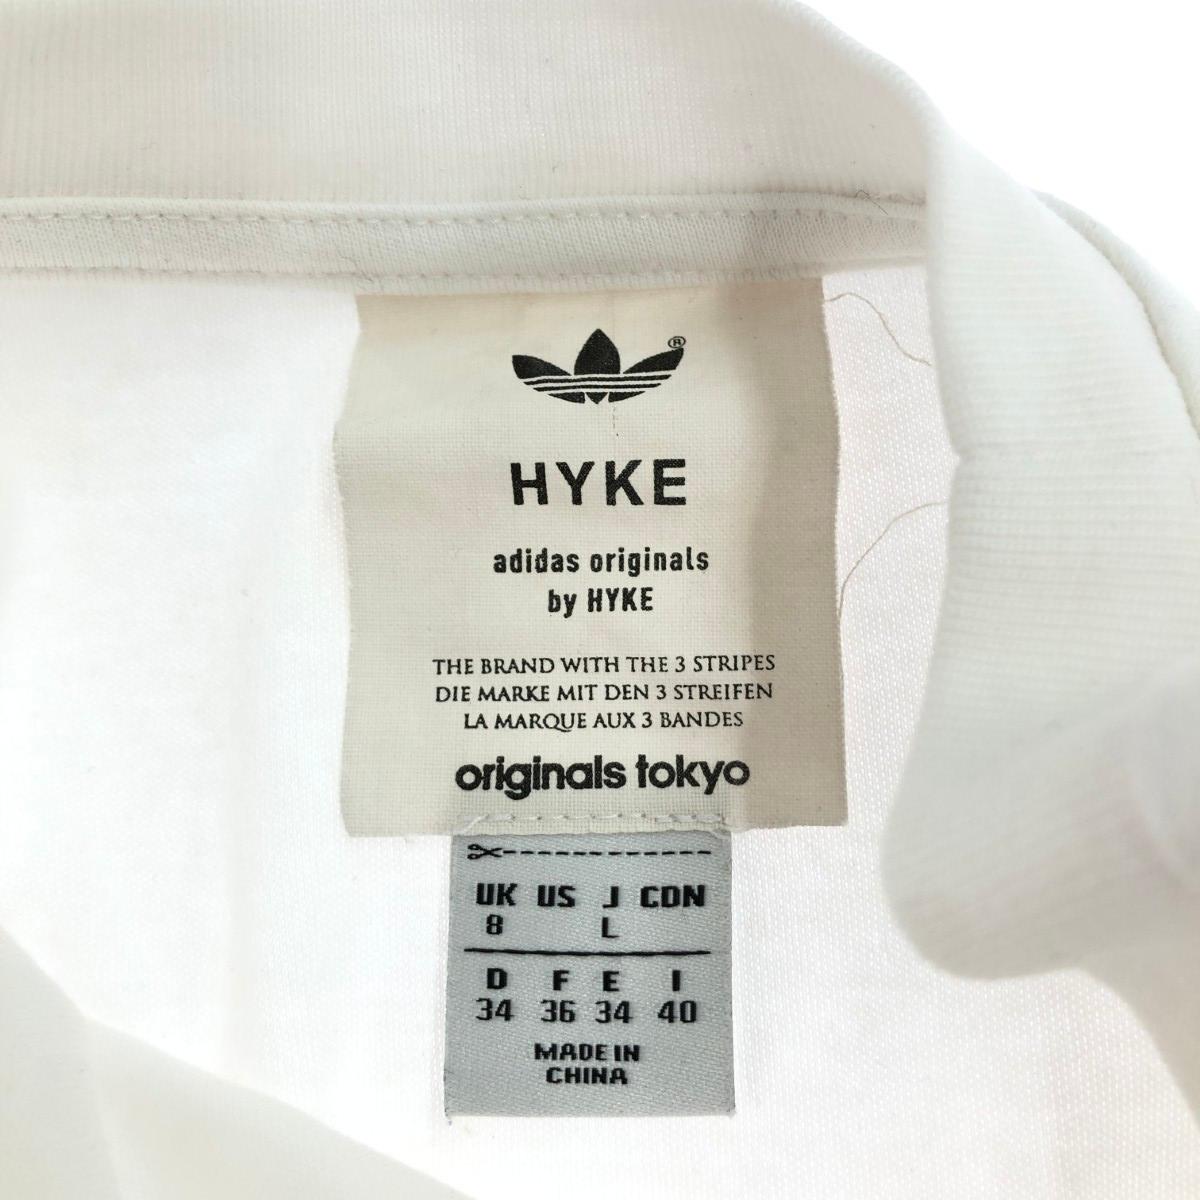 ®
HYKE
adidas originals
by HYKE
THE BRAND WITH THE 3 STRIPES
DIE MARKE MIT DEN 3 STREIFEN
LA MARQUE AUX 3 BANDES
originals tokyo
UK US J CDN
8 L
D F E I
34 36 34 40
MADE IN
CHINA